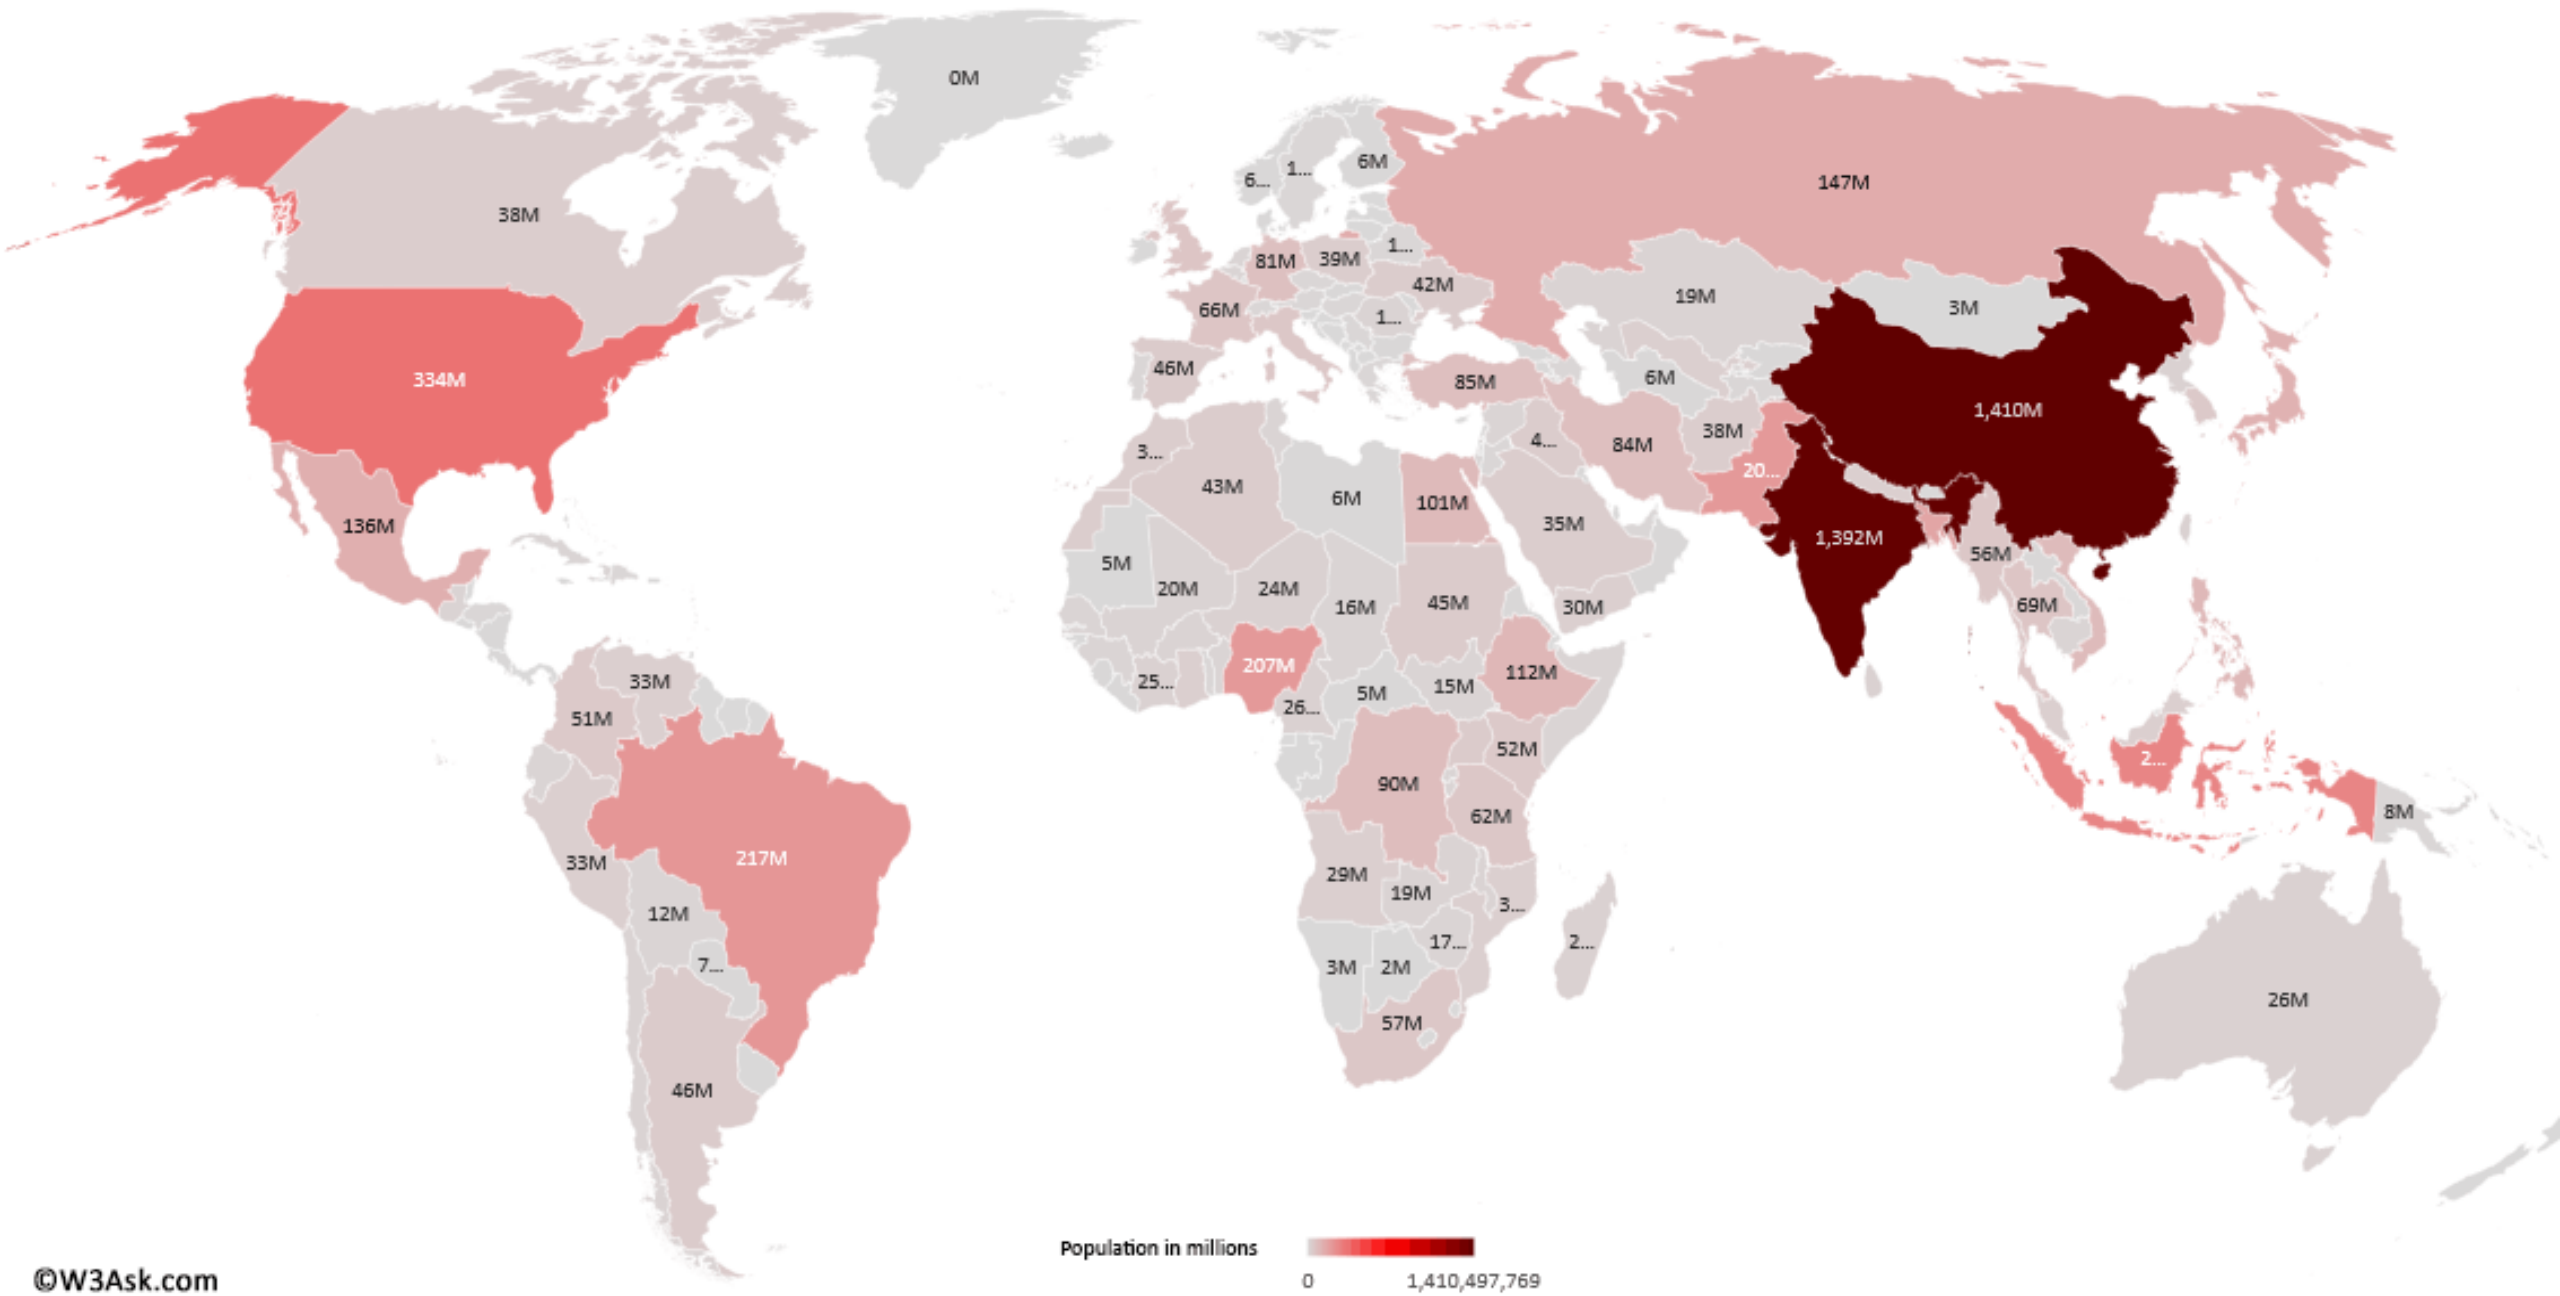 0M
6...
1...
6M
147M
38M
81M
39M
1...
42M
66M
1...
19M
3M
46M
85M
6M
334M
1,410M
3...
4...
84M
38M
20...
43M
6M
101M
35M
136M
1,392M
5M
20M
24M
16M
45M
30M
56M
69M
33M
25...
207M
112M
51M
26...
5M
15M
52M
2...
90M
62M
8M
33M
217M
29M
19M
3...
12M
7...
17...
2...
3M
2M
26M
57M
46M
Population in millions
0
1,410,497,769
©W3Ask.com